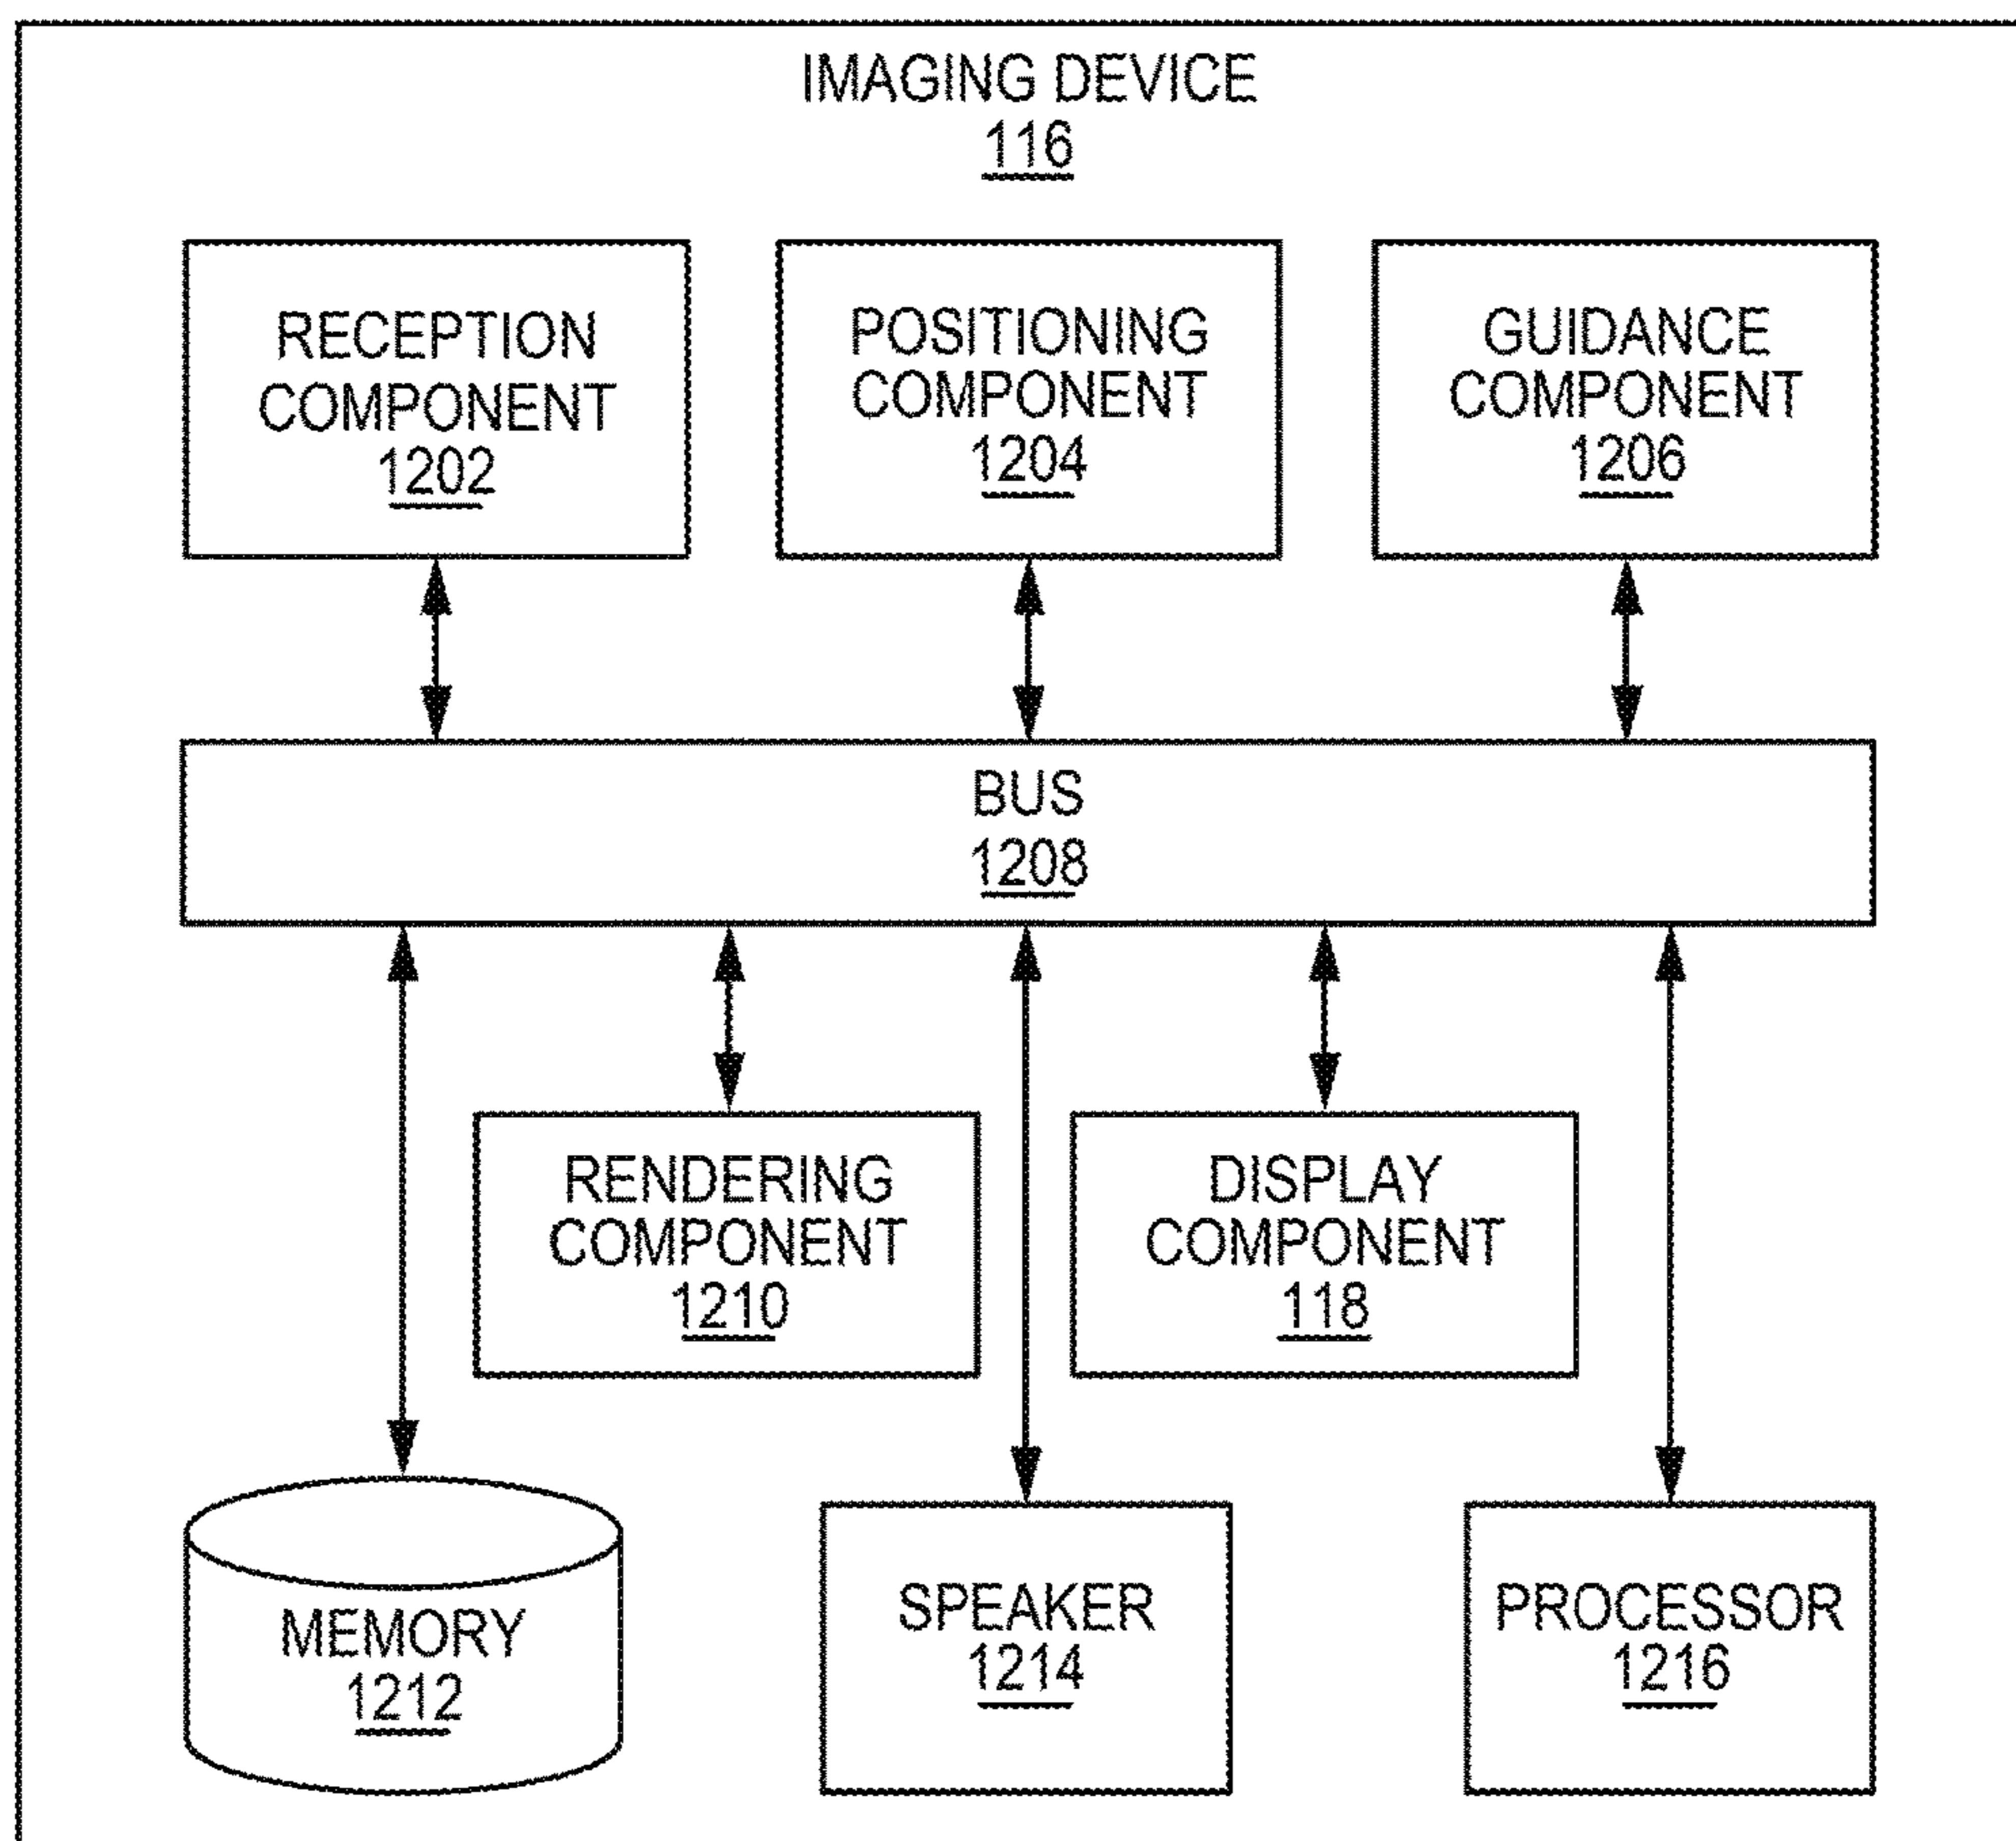 IMAGING DEVICE
116
RECEPTION
COMPONENT
1202
POSITIONING
COMPONENT
1204
GUIDANCE
COMPONENT
1206
BUS
1208
RENDERING
COMPONENT
1210
DISPLAY
COMPONENT
118
MEMORY
1212
SPEAKER
1214
PROCESSOR
1216